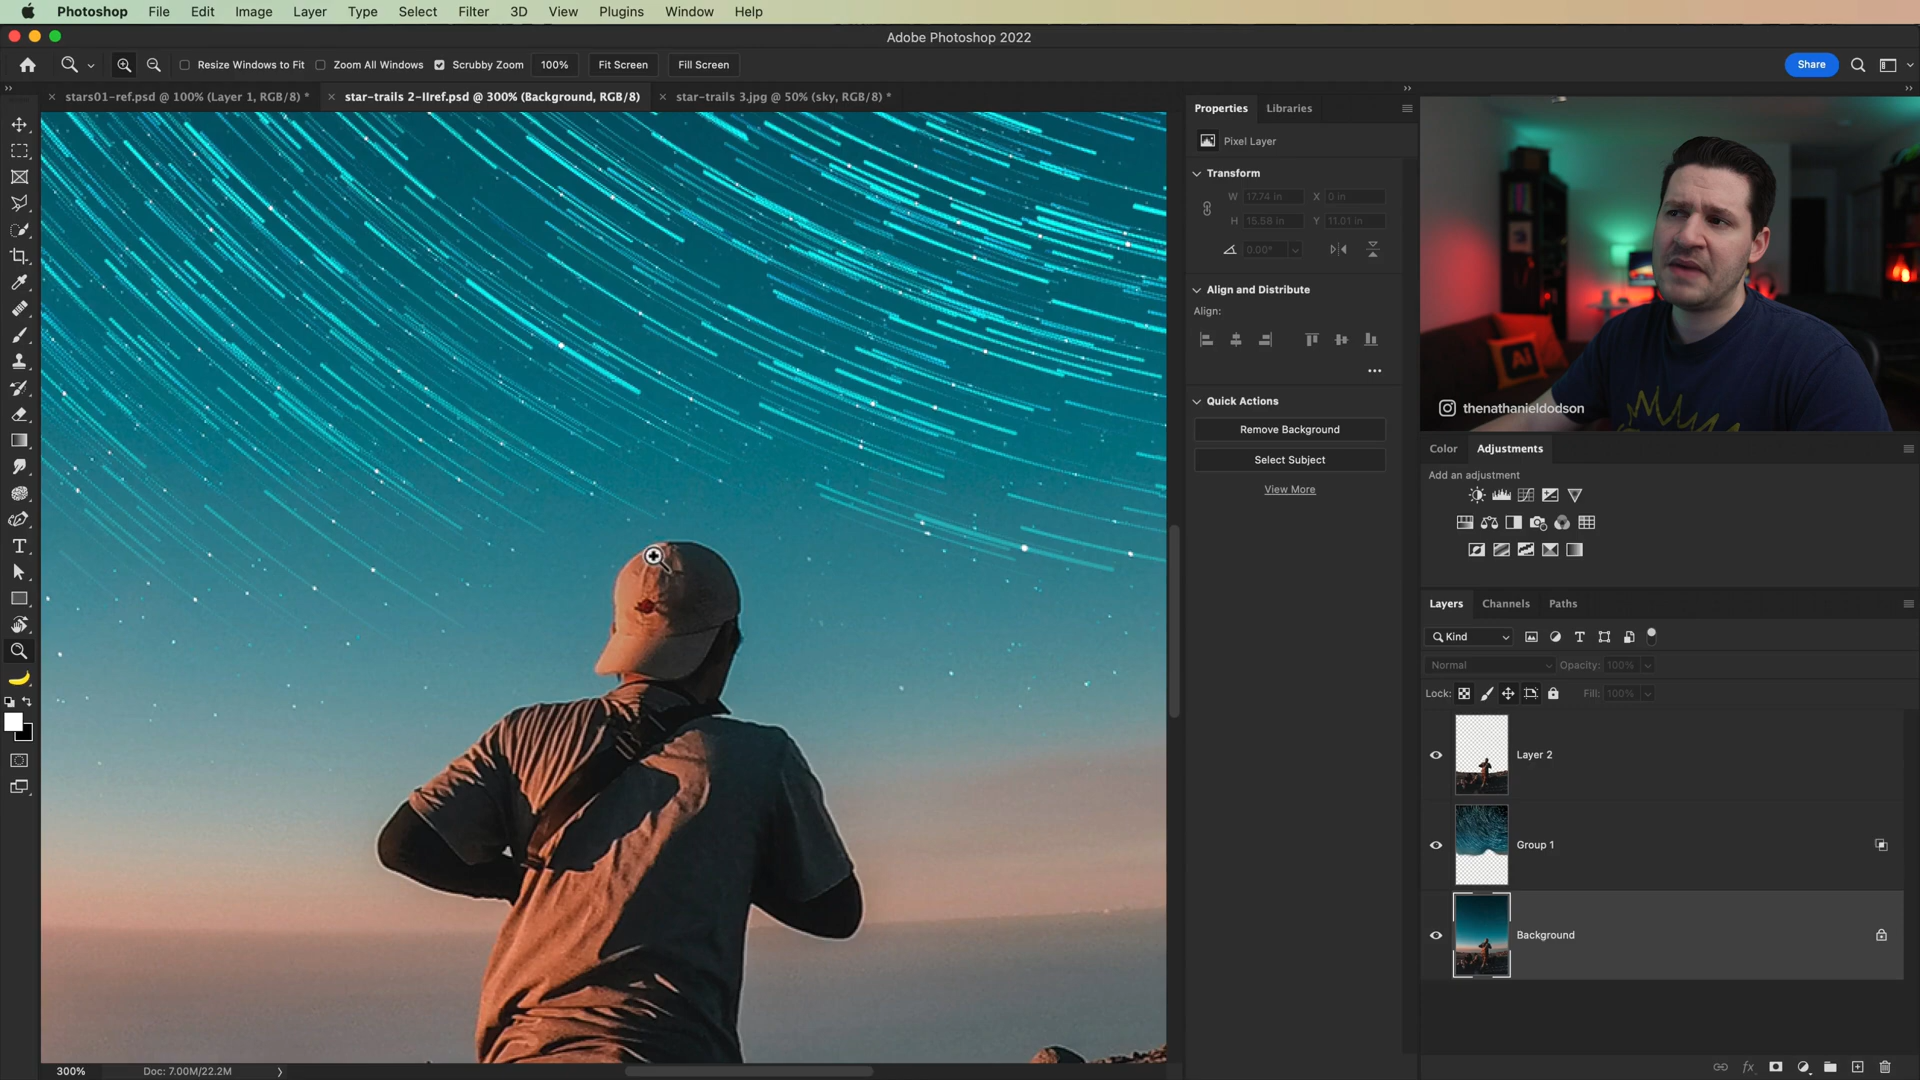 Photoshop File Edit Image Layer Type Select Filter 3D View Plugins Window Help
Adobe Photoshop 2022
Resize Windows to Fit Zoom All Windows Scrubby Zoom 100% Fit Screen Fill Screen Share
stars01-ref.psd @ 100% (Layer 1, RGB/8) * star-trails 2-IIref.psd @ 300% (Background, RGB/8) star-trails 3.jpg @ 50% (sky, RGB/8) *
Properties Libraries
Pixel Layer
Transform
W 17.74 in X 0 in
H 15.58 in Y 11.01 in
0.00°
Align and Distribute
Align:
Quick Actions
Remove Background
Select Subject
View More
Ai
thenathanieldodson
Color Adjustments
Add an adjustment
Layers Channels Paths
Kind
Normal Opacity: 100%
Lock: Fill: 100%
Layer 2
Group 1
Background
300% Doc: 7.00M/22.2M